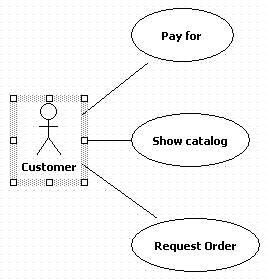 Pay for
Show catalog
Customer
Request Order